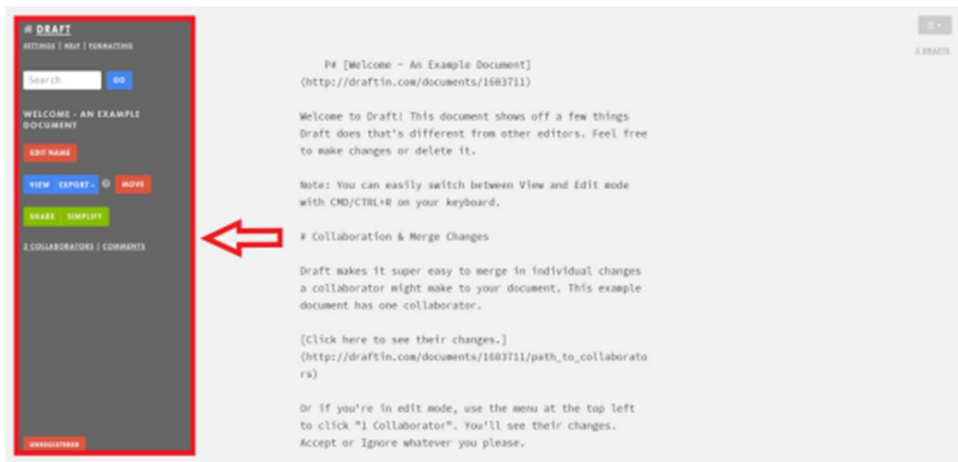 DRAFT
SETTINGS | HELP | FORMATTING
Search GO
WELCOME - AN EXAMPLE
DOCUMENT
EDIT NAME
VIEW EXPORT MOVE
SHARE SIMPLIFY
2 COLLABORATORS | COMMENTS
UNREGISTERED
2 DRAFTS
P# [Welcome - An Example Document]
(http://draftin.com/documents/1603711)
Welcome to Draft! This document shows off a few things
Draft does that's different from other editors. Feel free
to make changes or delete it.
Note: You can easily switch between View and Edit mode
with CMD/CTRL+R on your keyboard.
# Collaboration & Merge Changes
Draft makes it super easy to merge in individual changes
a collaborator might make to your document. This example
document has one collaborator.
[Click here to see their changes.]
(http://draftin.com/documents/1603711/path_to_collaborato
rs)
Or if you're in edit mode, use the menu at the top left
to click "1 Collaborator". You'll see their changes.
Accept or Ignore whatever you please.